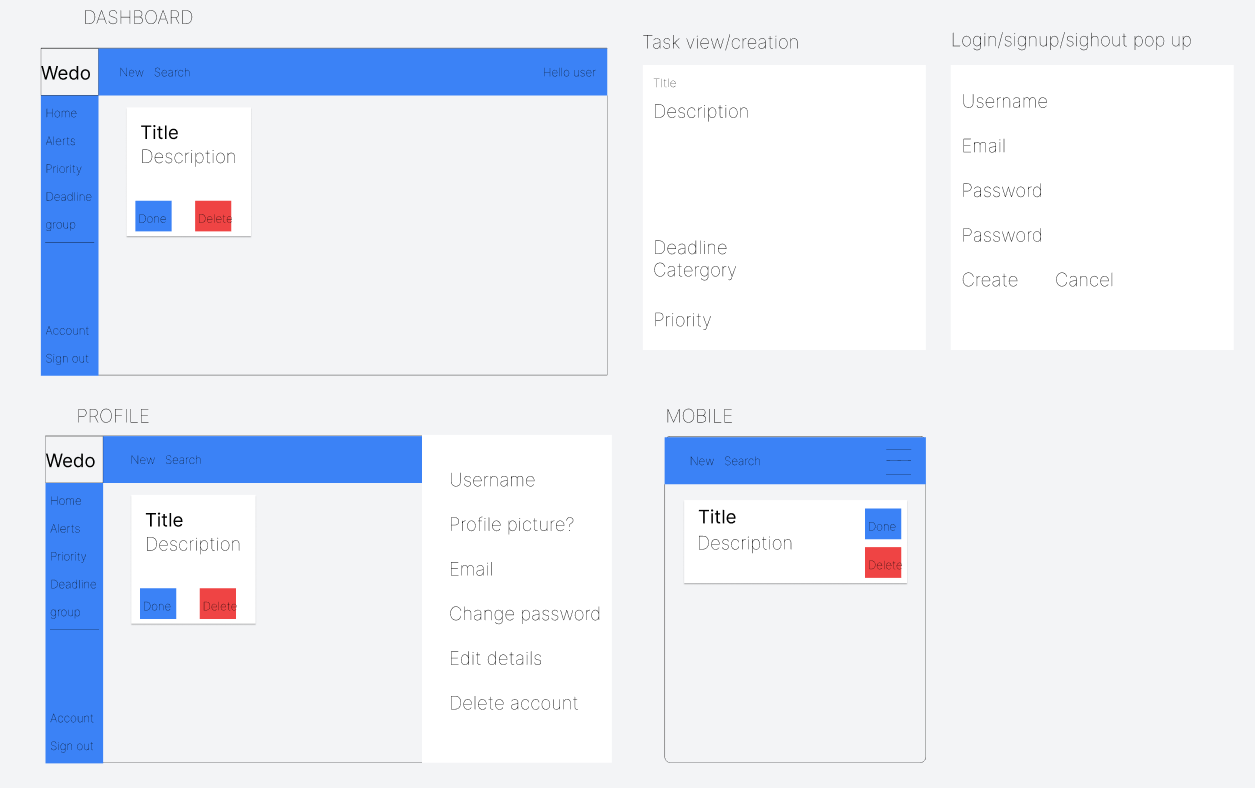 DASHBOARD
Wedo
New Search
Hello user
Home
Alerts
Priority
Deadline
group
Account
Sign out
Title
Description
Done
Delete
Task view/creation
Title
Description
Deadline
Catergory
Priority
Login/signup/sighout pop up
Username
Email
Password
Password
Create Cancel
PROFILE
Wedo
New Search
Home
Alerts
Priority
Deadline
group
Account
Sign out
Title
Description
Done
Delete
Username
Profile picture?
Email
Change password
Edit details
Delete account
MOBILE
New Search
Title
Description
Done
Delete